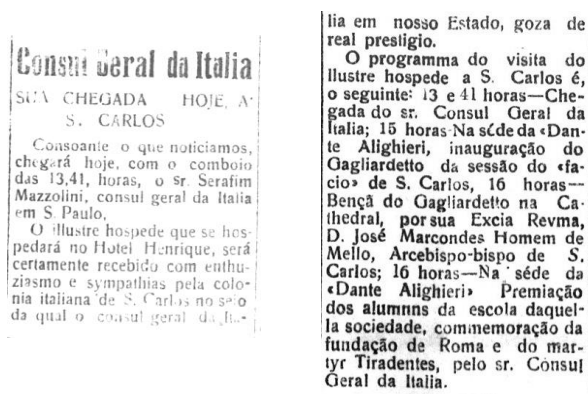 Consul Geral da Italia
SUA CHEGADA HOJE, A
S. CARLOS
Consoante o que noticiamos,
chegará hoje, com o comboio
das 13,41, horas, o sr. Serafim
Mazzolini, consul geral da Italia
em S. Paulo,
O illustre hospede que se hos-
pedará no Hotel Henrique, será
certamente recebido com enthu-
ziasmo e sympathias pela colo-
nia italiana de S. Carlos no seio
da qual o consul geral da Ita-
lia em nosso Estado, goza de
real prestigio.
O programma do visita do
llustre hospede a S. Carlos é,
o seguinte: 13 e 41 horas—Che-
gada do sr. Consul Geral da
Italia; 15 horas Na séde da «Dan-
te Alighieri, inauguração do
Gagliardetto da sessão do «fa-
cio» de S. Carlos, 16 horas—
Bençã do Gagliardetto na Ca-
thedral, por sua Excia Revma,
D. José Marcondes Homem de
Mello, Arcebispo-bispo de S.
Carlos; 16 horas—Na séde da
«Dante Alighieri» Premiação
dos alumnns da escola daquel-
la sociedade, commemoração da
fundação de Roma e do mar-
tyr Tiradentes, pelo sr. Consul
Geral da Italia.